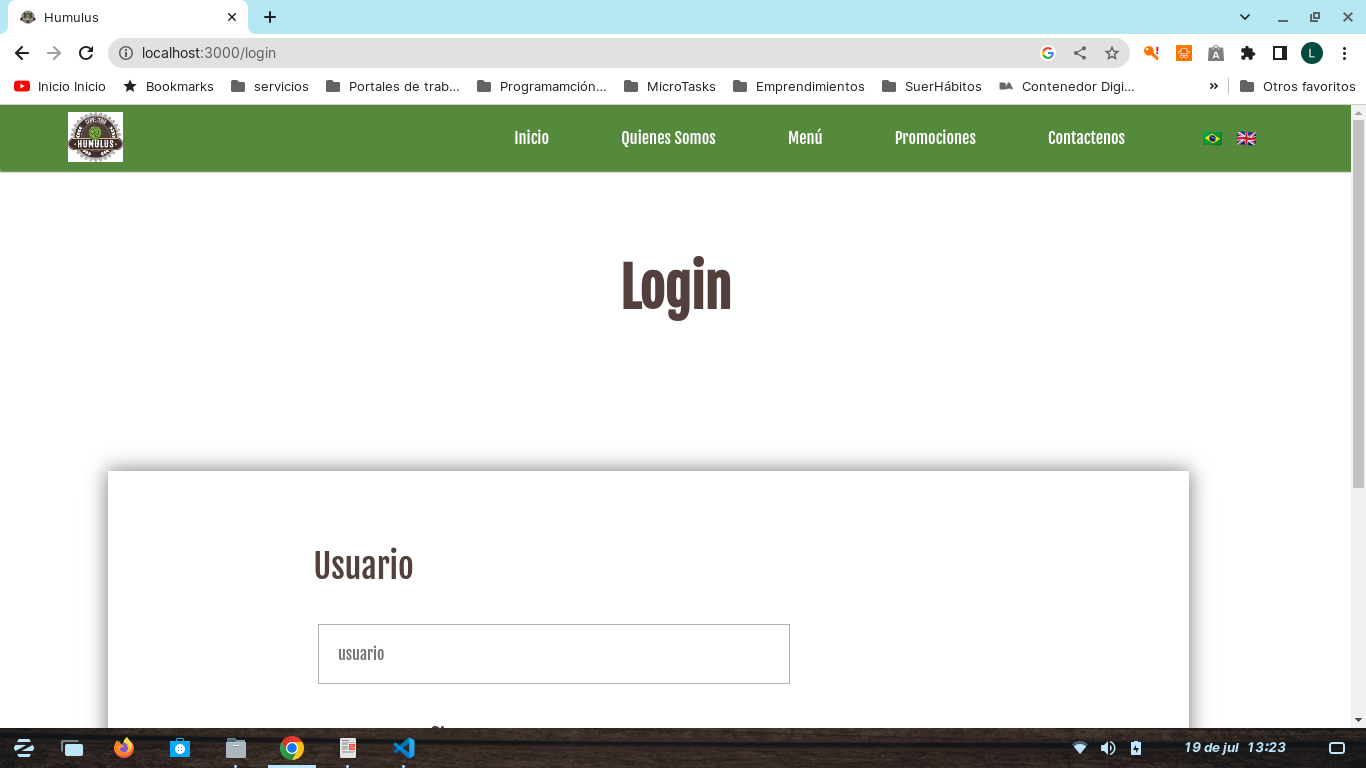 Humulus
localhost:3000/login
Inicio Inicio
Bookmarks
servicios
Portales de trab...
Programamción...
MicroTasks
Emprendimientos
SuerHábitos
BA
Contenedor Digi...
»
Otros favoritos
L
HUMULUS
Inicio
Quienes Somos
Menú
Promociones
Contactenos
Login
Usuario
usuario
19 de jul 13:23